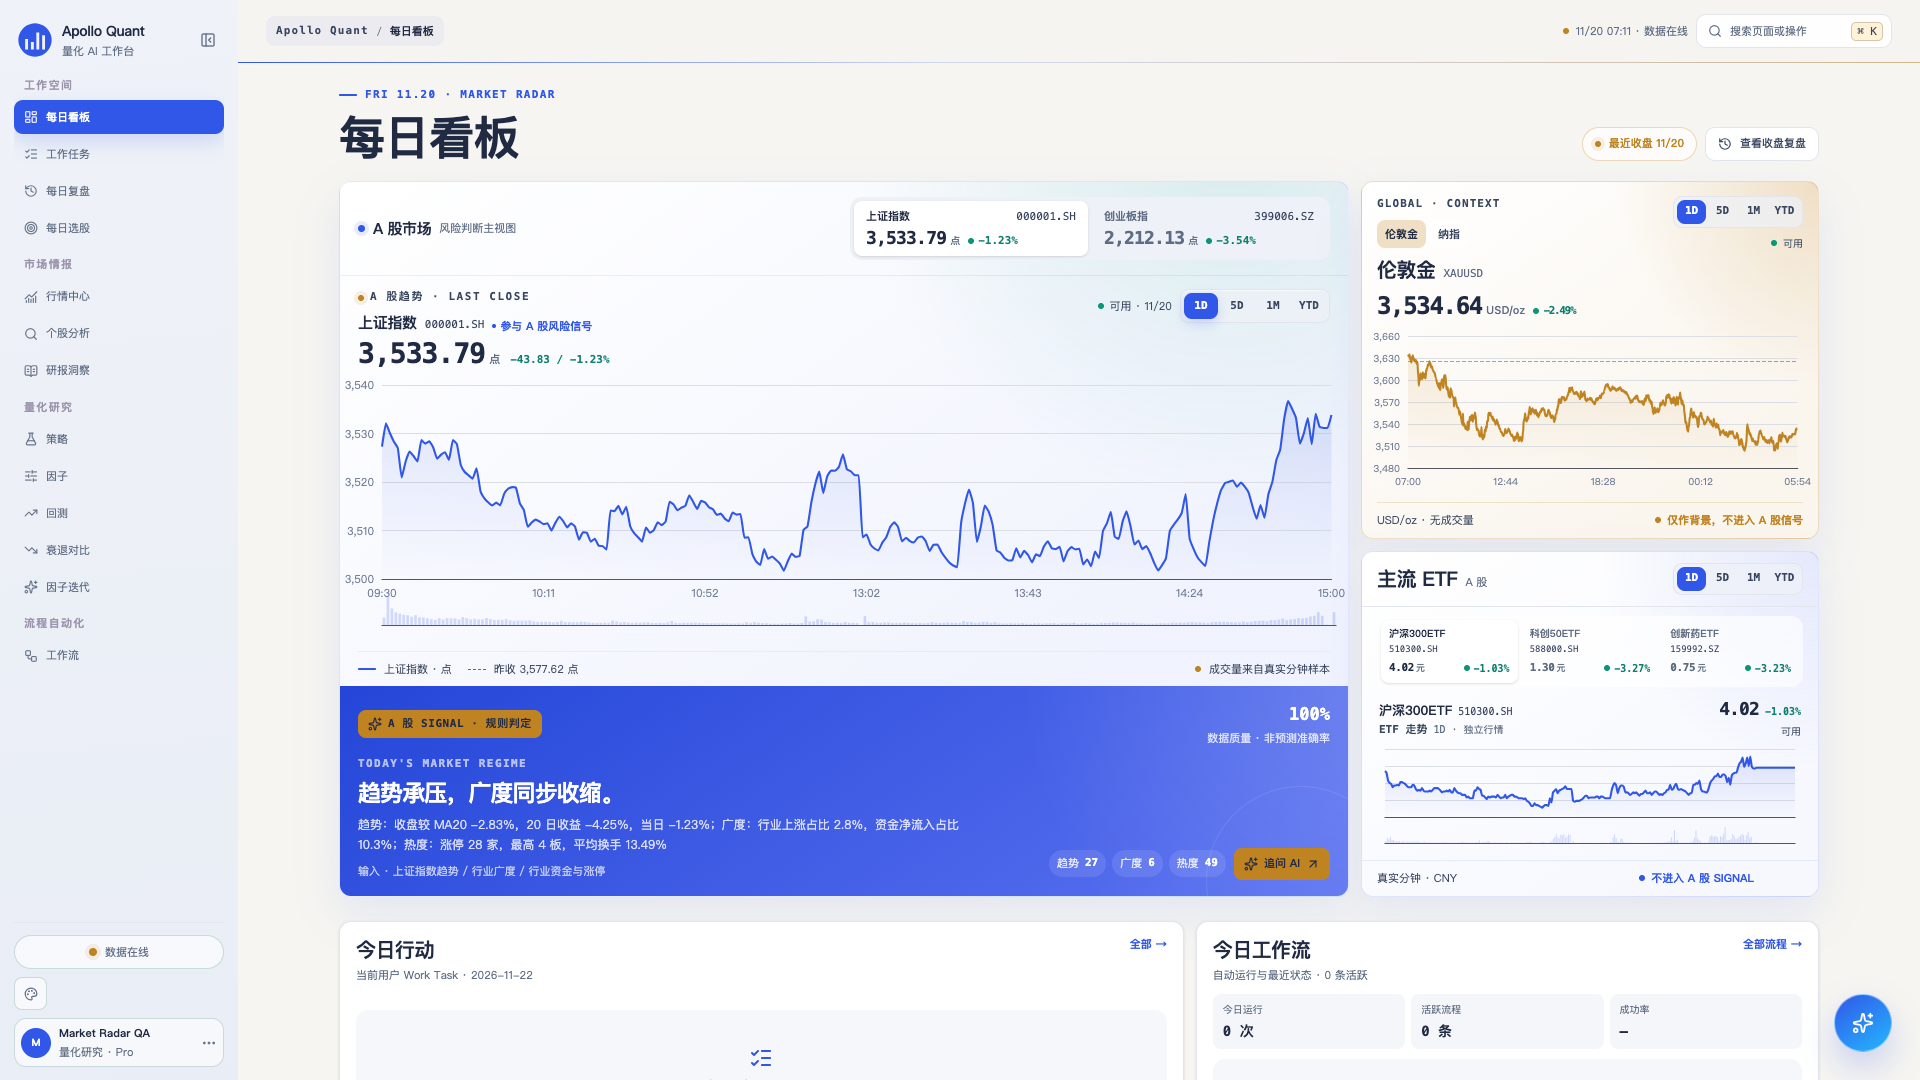 Apollo Quant
量化 AI 工作台
工作空间
每日看板
工作任务
每日复盘
每日选股
市场情报
行情中心
个股分析
研报洞察
量化研究
策略
因子
回测
衰退对比
因子迭代
流程自动化
工作流
数据在线
M
Market Radar QA
量化研究 · Pro
Apollo Quant / 每日看板
11/20 07:11 · 数据在线
搜索页面或操作
⌘ K
FRI 11.20 · MARKET RADAR
每日看板
最近收盘 11/20
查看收盘复盘
A 股市场 风险判断主视图
上证指数 000001.SH
3,533.79 点 −1.23%
创业板指 399006.SZ
2,212.13 点 −3.54%
A 股趋势 · LAST CLOSE
可用 · 11/20
1D 5D 1M YTD
上证指数 000001.SH 参与 A 股风险信号
3,533.79 点 −43.83 / −1.23%
3,540
3,530
3,520
3,510
3,500
09:30 10:11 10:52 13:02 13:43 14:24 15:00
上证指数 · 点 昨收 3,577.62 点
成交量来自真实分钟样本
A 股 SIGNAL · 规则判定
100%
数据质量 · 非预测准确率
TODAY'S MARKET REGIME
趋势承压，广度同步收缩。
趋势：收盘较 MA20 −2.83%，20 日收益 −4.25%，当日 −1.23%；广度：行业上涨占比 2.8%，资金净流入占比
10.3%；热度：涨停 28 家，最高 4 板，平均换手 13.49%
输入 · 上证指数趋势 / 行业广度 / 行业资金与涨停
趋势 27
广度 6
热度 49
追问 AI
GLOBAL · CONTEXT
1D 5D 1M YTD
伦敦金 纳指
可用
伦敦金 XAUUSD
3,534.64 USD/oz −2.49%
3,660
3,630
3,600
3,570
3,540
3,510
3,480
07:00 12:44 18:28 00:12 05:54
USD/oz · 无成交量
仅作背景，不进入 A 股信号
主流 ETF A 股
1D 5D 1M YTD
沪深300ETF
510300.SH
4.02 元 −1.03%
科创50ETF
588000.SH
1.30 元 −3.27%
创新药ETF
159992.SZ
0.75 元 −3.23%
沪深300ETF 510300.SH
4.02 −1.03%
ETF 走势 1D · 独立行情
可用
真实分钟 · CNY
不进入 A 股 SIGNAL
今日行动
全部 →
当前用户 Work Task · 2026−11−22
今日工作流
全部流程 →
自动运行与最近状态 · 0 条活跃
今日运行
0 次
活跃流程
0 条
成功率
—